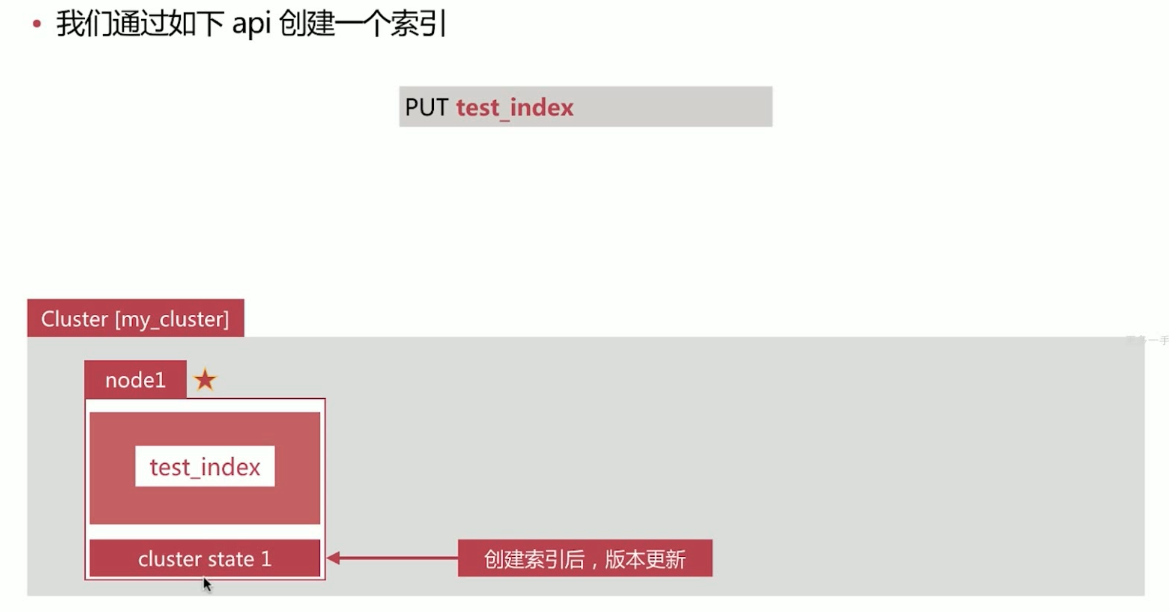 • 我们通过如下 api 创建一个索引
PUT test_index
Cluster [my_cluster]
node1
test_index
cluster state 1
创建索引后，版本更新